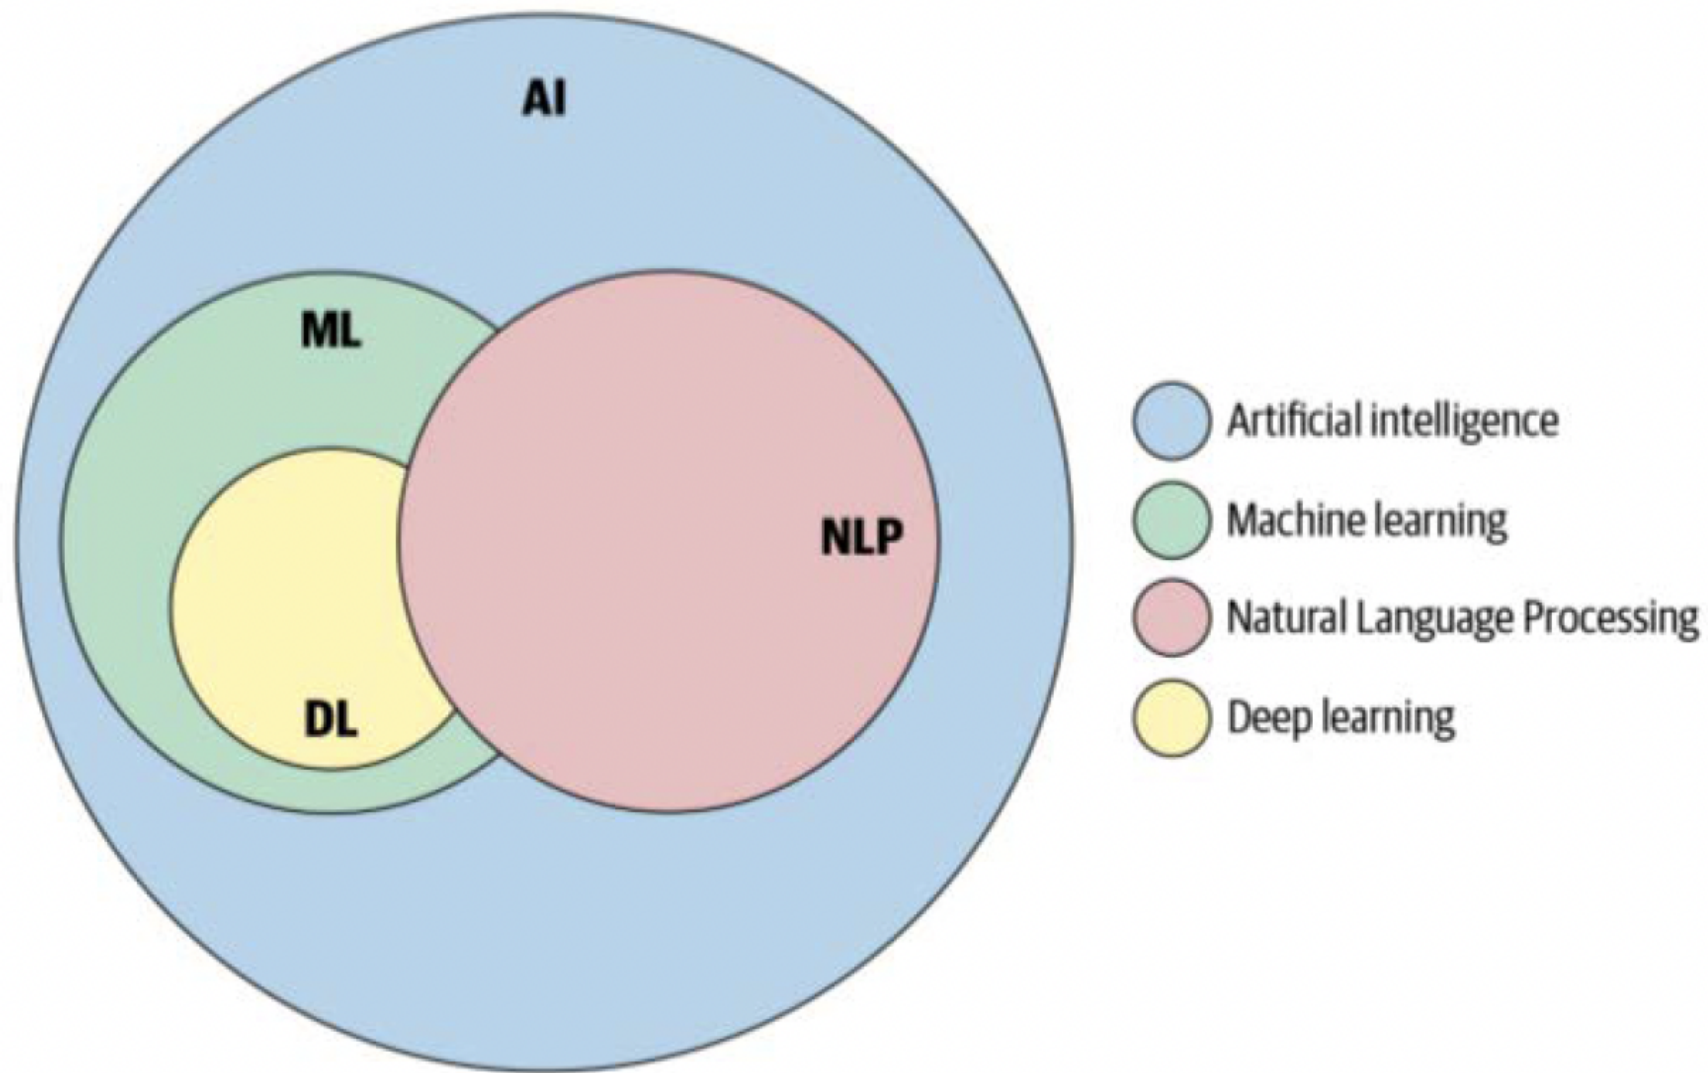 AI
ML
NLP
DL
Artificial intelligence
Machine learning
Natural Language Processing
Deep learning